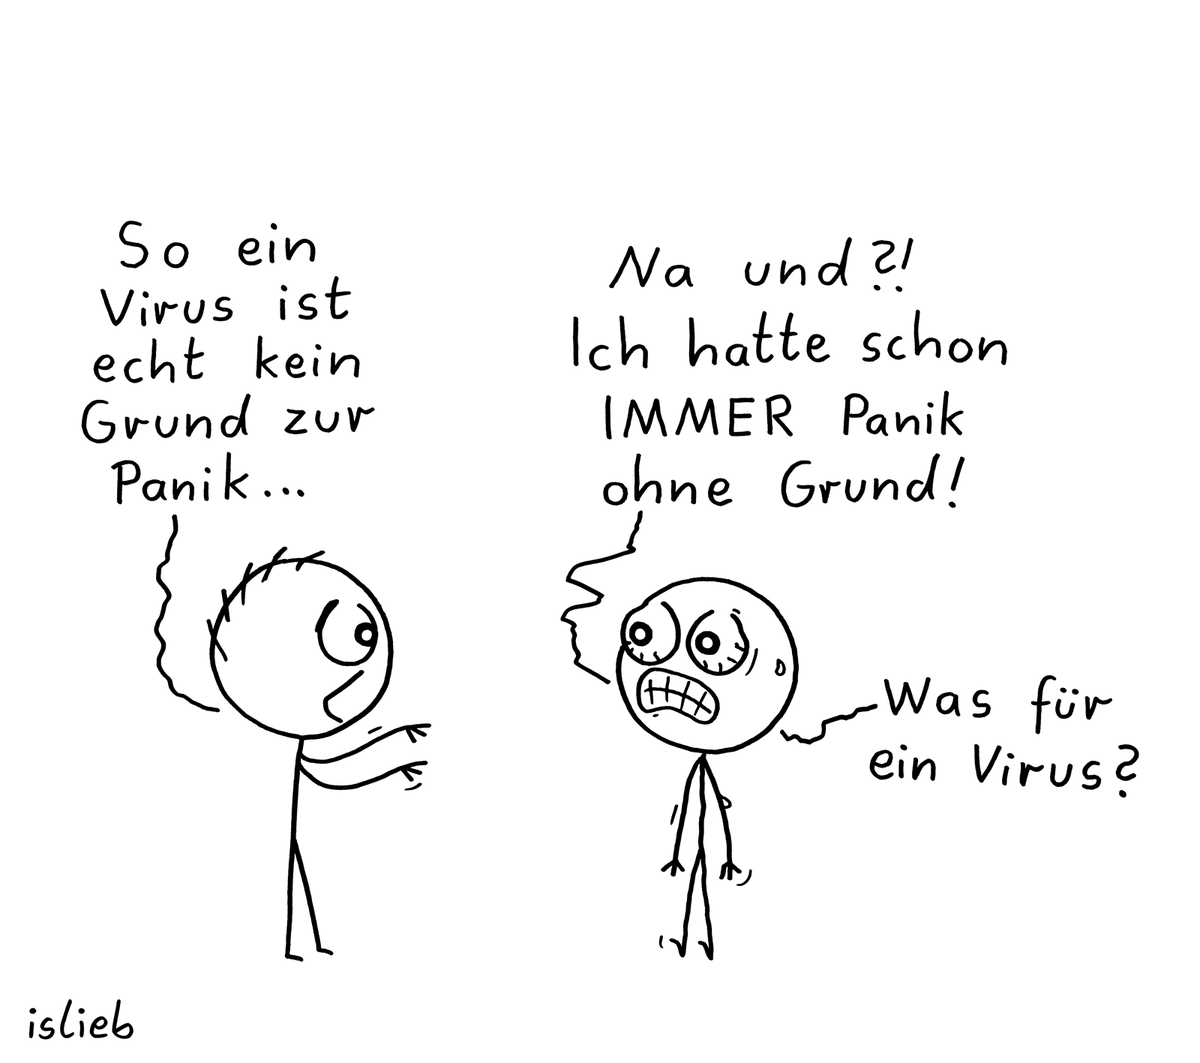 So ein
Virus ist
echt kein
Grund zur
Panik...
Na und?!
Ich hatte schon
IMMER Panik
ohne Grund!
Was für
ein Virus?
islieb